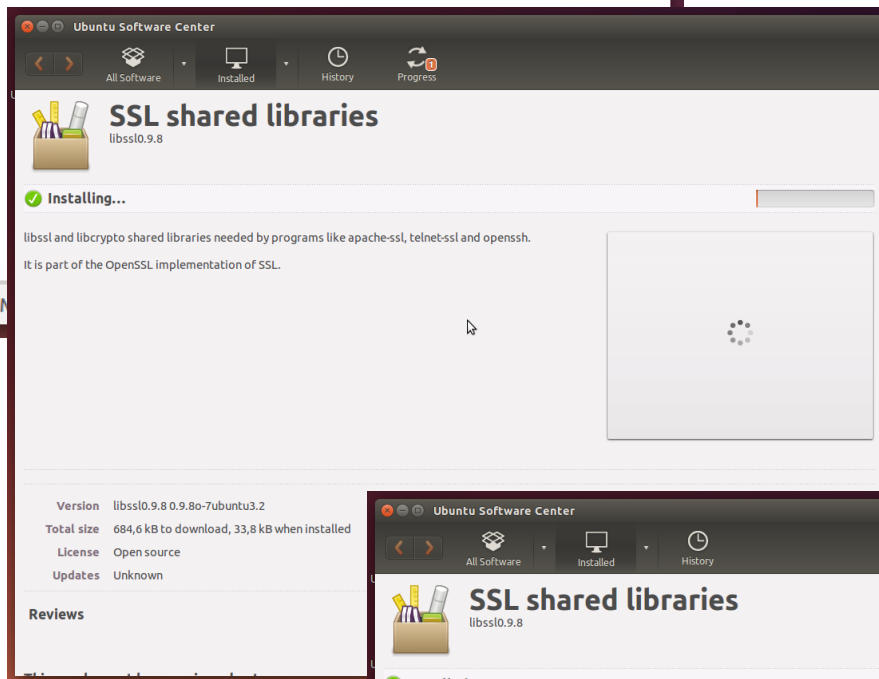 Ubuntu Software Center
All Software
Installed
History
Progress
1
SSL shared libraries
libssl0.9.8
Installing...
libssl and libcrypto shared libraries needed by programs like apache-ssl, telnet-ssl and openssh.
It is part of the OpenSSL implementation of SSL.
Version libssl0.9.8 0.9.8o-7ubuntu3.2
Total size 684,6 kB to download, 33,8 kB when installed
License Open source
Updates Unknown
Reviews
Ubuntu Software Center
All Software
Installed
History
SSL shared libraries
libssl0.9.8